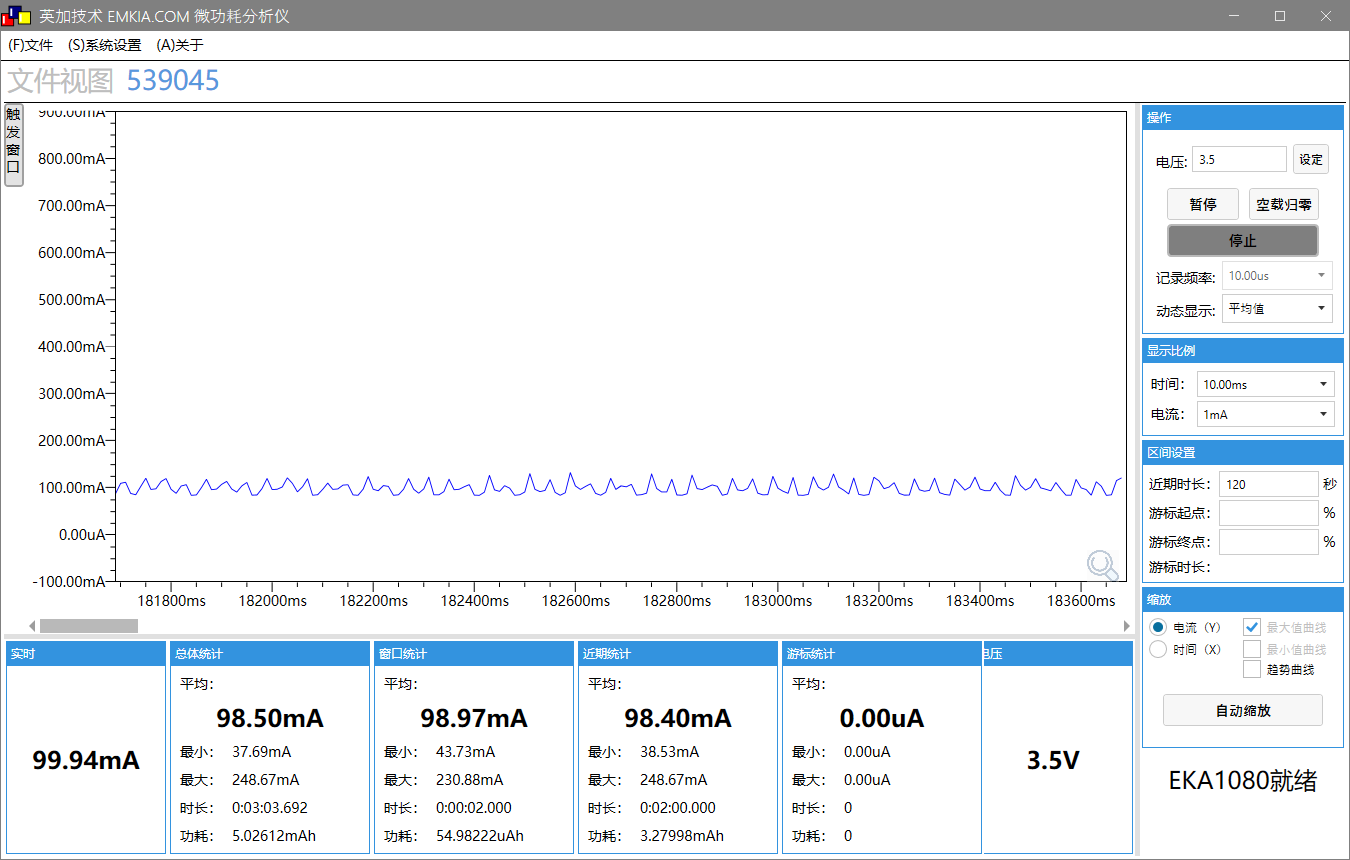 英加技术 EMKIA.COM 微功耗分析仪
(F)文件 (S)系统设置 (A)关于
文件视图 539045
触发窗口
900.00mA
800.00mA
700.00mA
600.00mA
500.00mA
400.00mA
300.00mA
200.00mA
100.00mA
0.00uA
-100.00mA
181800ms 182000ms 182200ms 182400ms 182600ms 182800ms 183000ms 183200ms 183400ms 183600ms
操作
电压: 3.5 设定
暂停 空载归零
停止
记录频率: 10.00us
动态显示: 平均值
显示比例
时间： 10.00ms
电流： 1mA
区间设置
近期时长： 120 秒
游标起点： %
游标终点： %
游标时长：
缩放
电流（Y） 最大值曲线
时间（X） 最小值曲线
趋势曲线
自动缩放
EKA1080就绪
实时
99.94mA
总体统计
平均：
98.50mA
最小： 37.69mA
最大： 248.67mA
时长： 0:03:03.692
功耗： 5.02612mAh
窗口统计
平均：
98.97mA
最小： 43.73mA
最大： 230.88mA
时长： 0:00:02.000
功耗： 54.98222uAh
近期统计
平均：
98.40mA
最小： 38.53mA
最大： 248.67mA
时长： 0:02:00.000
功耗： 3.27998mAh
游标统计
平均：
0.00uA
最小： 0.00uA
最大： 0.00uA
时长： 0
功耗： 0
电压
3.5V